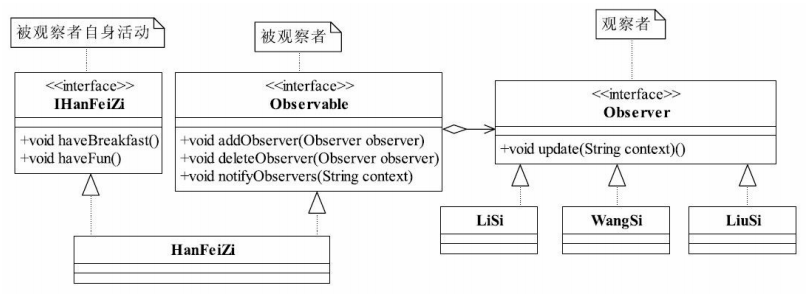 被观察者自身活动
被观察者
观察者
<<interface>>
IHanFeiZi
+void haveBreakfast()
+void haveFun()
<<interface>>
Observable
+void addObserver(Observer observer)
+void deleteObserver(Observer observer)
+void notifyObservers(String context)
<<interface>>
Observer
+void update(String context)()
LiSi
WangSi
LiuSi
HanFeiZi